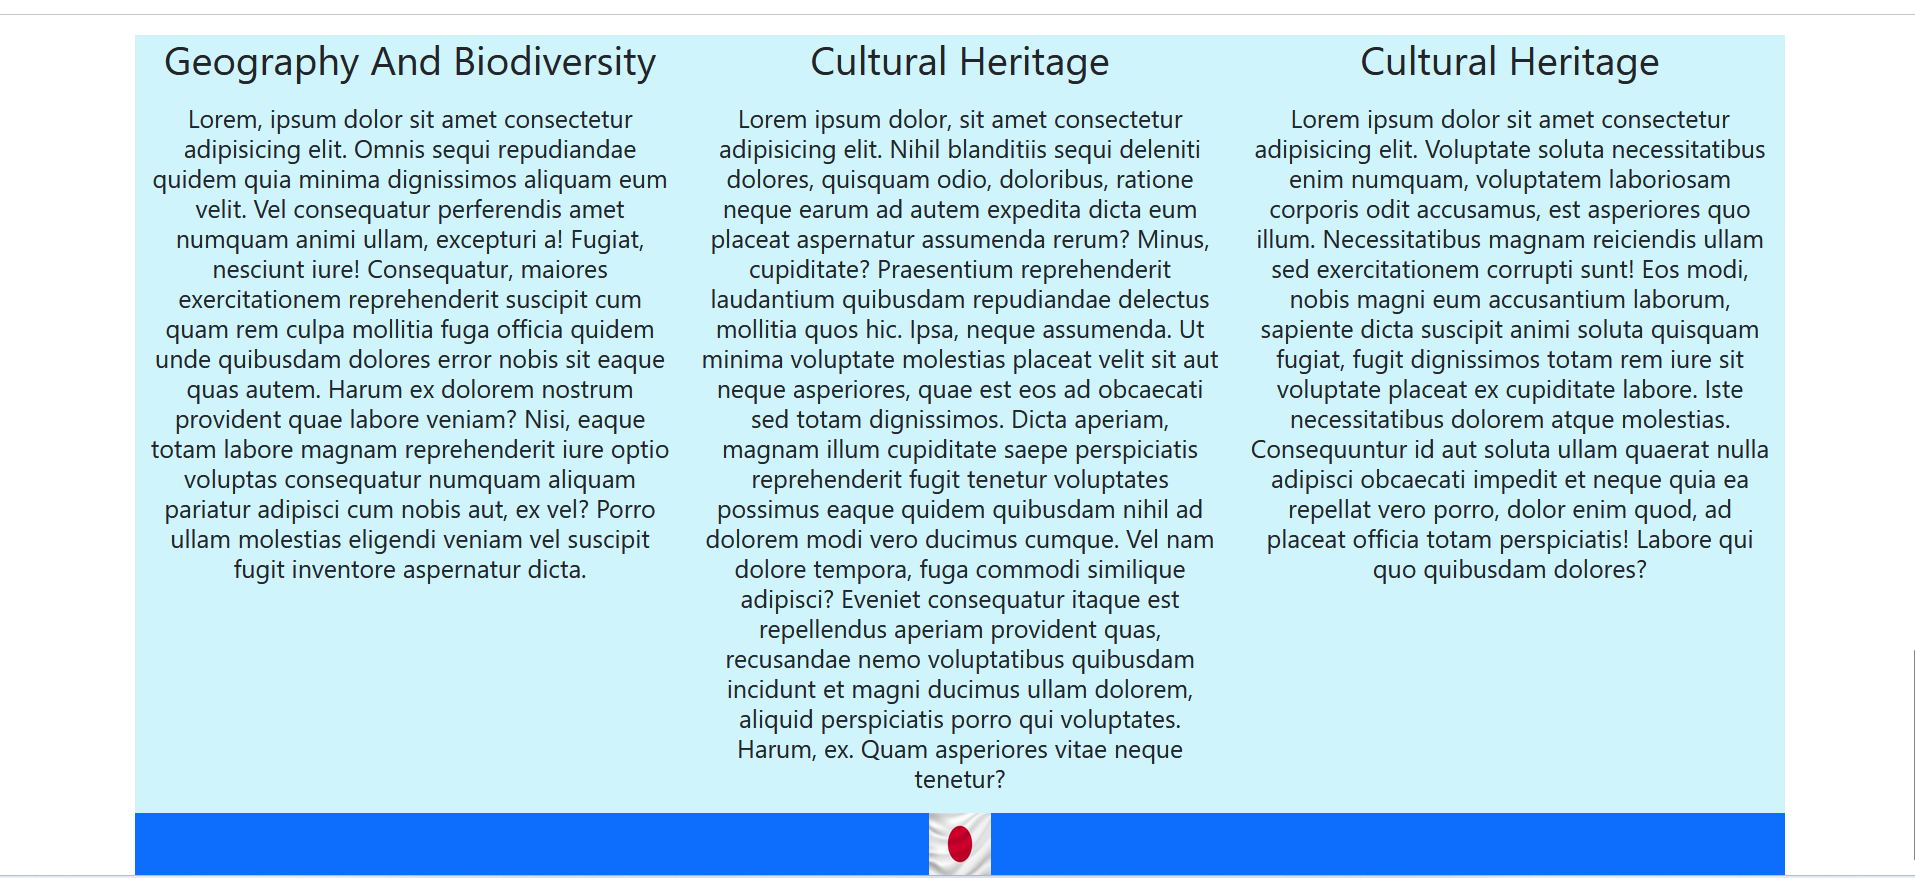 Geography And Biodiversity
Lorem, ipsum dolor sit amet consectetur
adipisicing elit. Omnis sequi repudiandae
quidem quia minima dignissimos aliquam eum
velit. Vel consequatur perferendis amet
numquam animi ullam, excepturi a! Fugiat,
nesciunt iure! Consequatur, maiores
exercitationem reprehenderit suscipit cum
quam rem culpa mollitia fuga officia quidem
unde quibusdam dolores error nobis sit eaque
quas autem. Harum ex dolorem nostrum
provident quae labore veniam? Nisi, eaque
totam labore magnam reprehenderit iure optio
voluptas consequatur numquam aliquam
pariatur adipisci cum nobis aut, ex vel? Porro
ullam molestias eligendi veniam vel suscipit
fugit inventore aspernatur dicta.
Cultural Heritage
Lorem ipsum dolor, sit amet consectetur
adipisicing elit. Nihil blanditiis sequi deleniti
dolores, quisquam odio, doloribus, ratione
neque earum ad autem expedita dicta eum
placeat aspernatur assumenda rerum? Minus,
cupiditate? Praesentium reprehenderit
laudantium quibusdam repudiandae delectus
mollitia quos hic. Ipsa, neque assumenda. Ut
minima voluptate molestias placeat velit sit aut
neque asperiores, quae est eos ad obcaecati
sed totam dignissimos. Dicta aperiam,
magnam illum cupiditate saepe perspiciatis
reprehenderit fugit tenetur voluptates
possimus eaque quidem quibusdam nihil ad
dolorem modi vero ducimus cumque. Vel nam
dolore tempora, fuga commodi similique
adipisci? Eveniet consequatur itaque est
repellendus aperiam provident quas,
recusandae nemo voluptatibus quibusdam
incidunt et magni ducimus ullam dolorem,
aliquid perspiciatis porro qui voluptates.
Harum, ex. Quam asperiores vitae neque
tenetur?
Cultural Heritage
Lorem ipsum dolor sit amet consectetur
adipisicing elit. Voluptate soluta necessitatibus
enim numquam, voluptatem laboriosam
corporis odit accusamus, est asperiores quo
illum. Necessitatibus magnam reiciendis ullam
sed exercitationem corrupti sunt! Eos modi,
nobis magni eum accusantium laborum,
sapiente dicta suscipit animi soluta quisquam
fugiat, fugit dignissimos totam rem iure sit
voluptate placeat ex cupiditate labore. Iste
necessitatibus dolorem atque molestias.
Consequuntur id aut soluta ullam quaerat nulla
adipisci obcaecati impedit et neque quia ea
repellat vero porro, dolor enim quod, ad
placeat officia totam perspiciatis! Labore qui
quo quibusdam dolores?